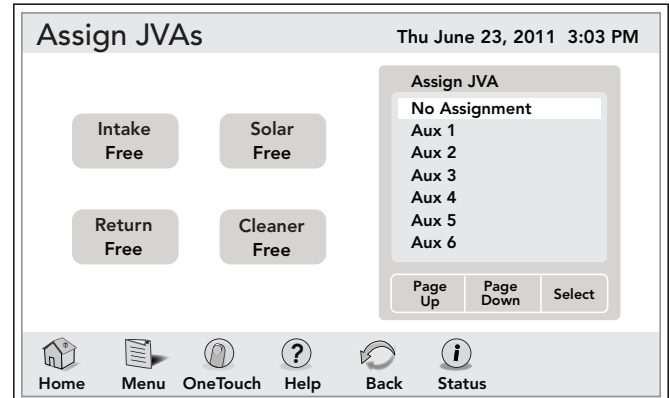 Assign JVAs
Thu June 23, 2011 3:03 PM
Intake
Free
Solar
Free
Return
Free
Cleaner
Free
Assign JVA
No Assignment
Aux 1
Aux 2
Aux 3
Aux 4
Aux 5
Aux 6
Page Up
Page Down
Select
Home
Menu
OneTouch
?
Help
Back
i
Status